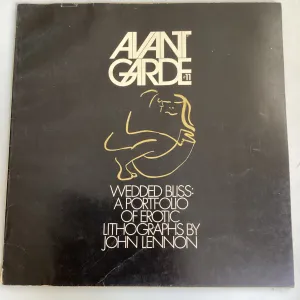 AVANT
GARDE 11
WEDDED BLISS:
A PORTFOLIO
OF EROTIC
LITHOGRAPHS BY
JOHN LENNON